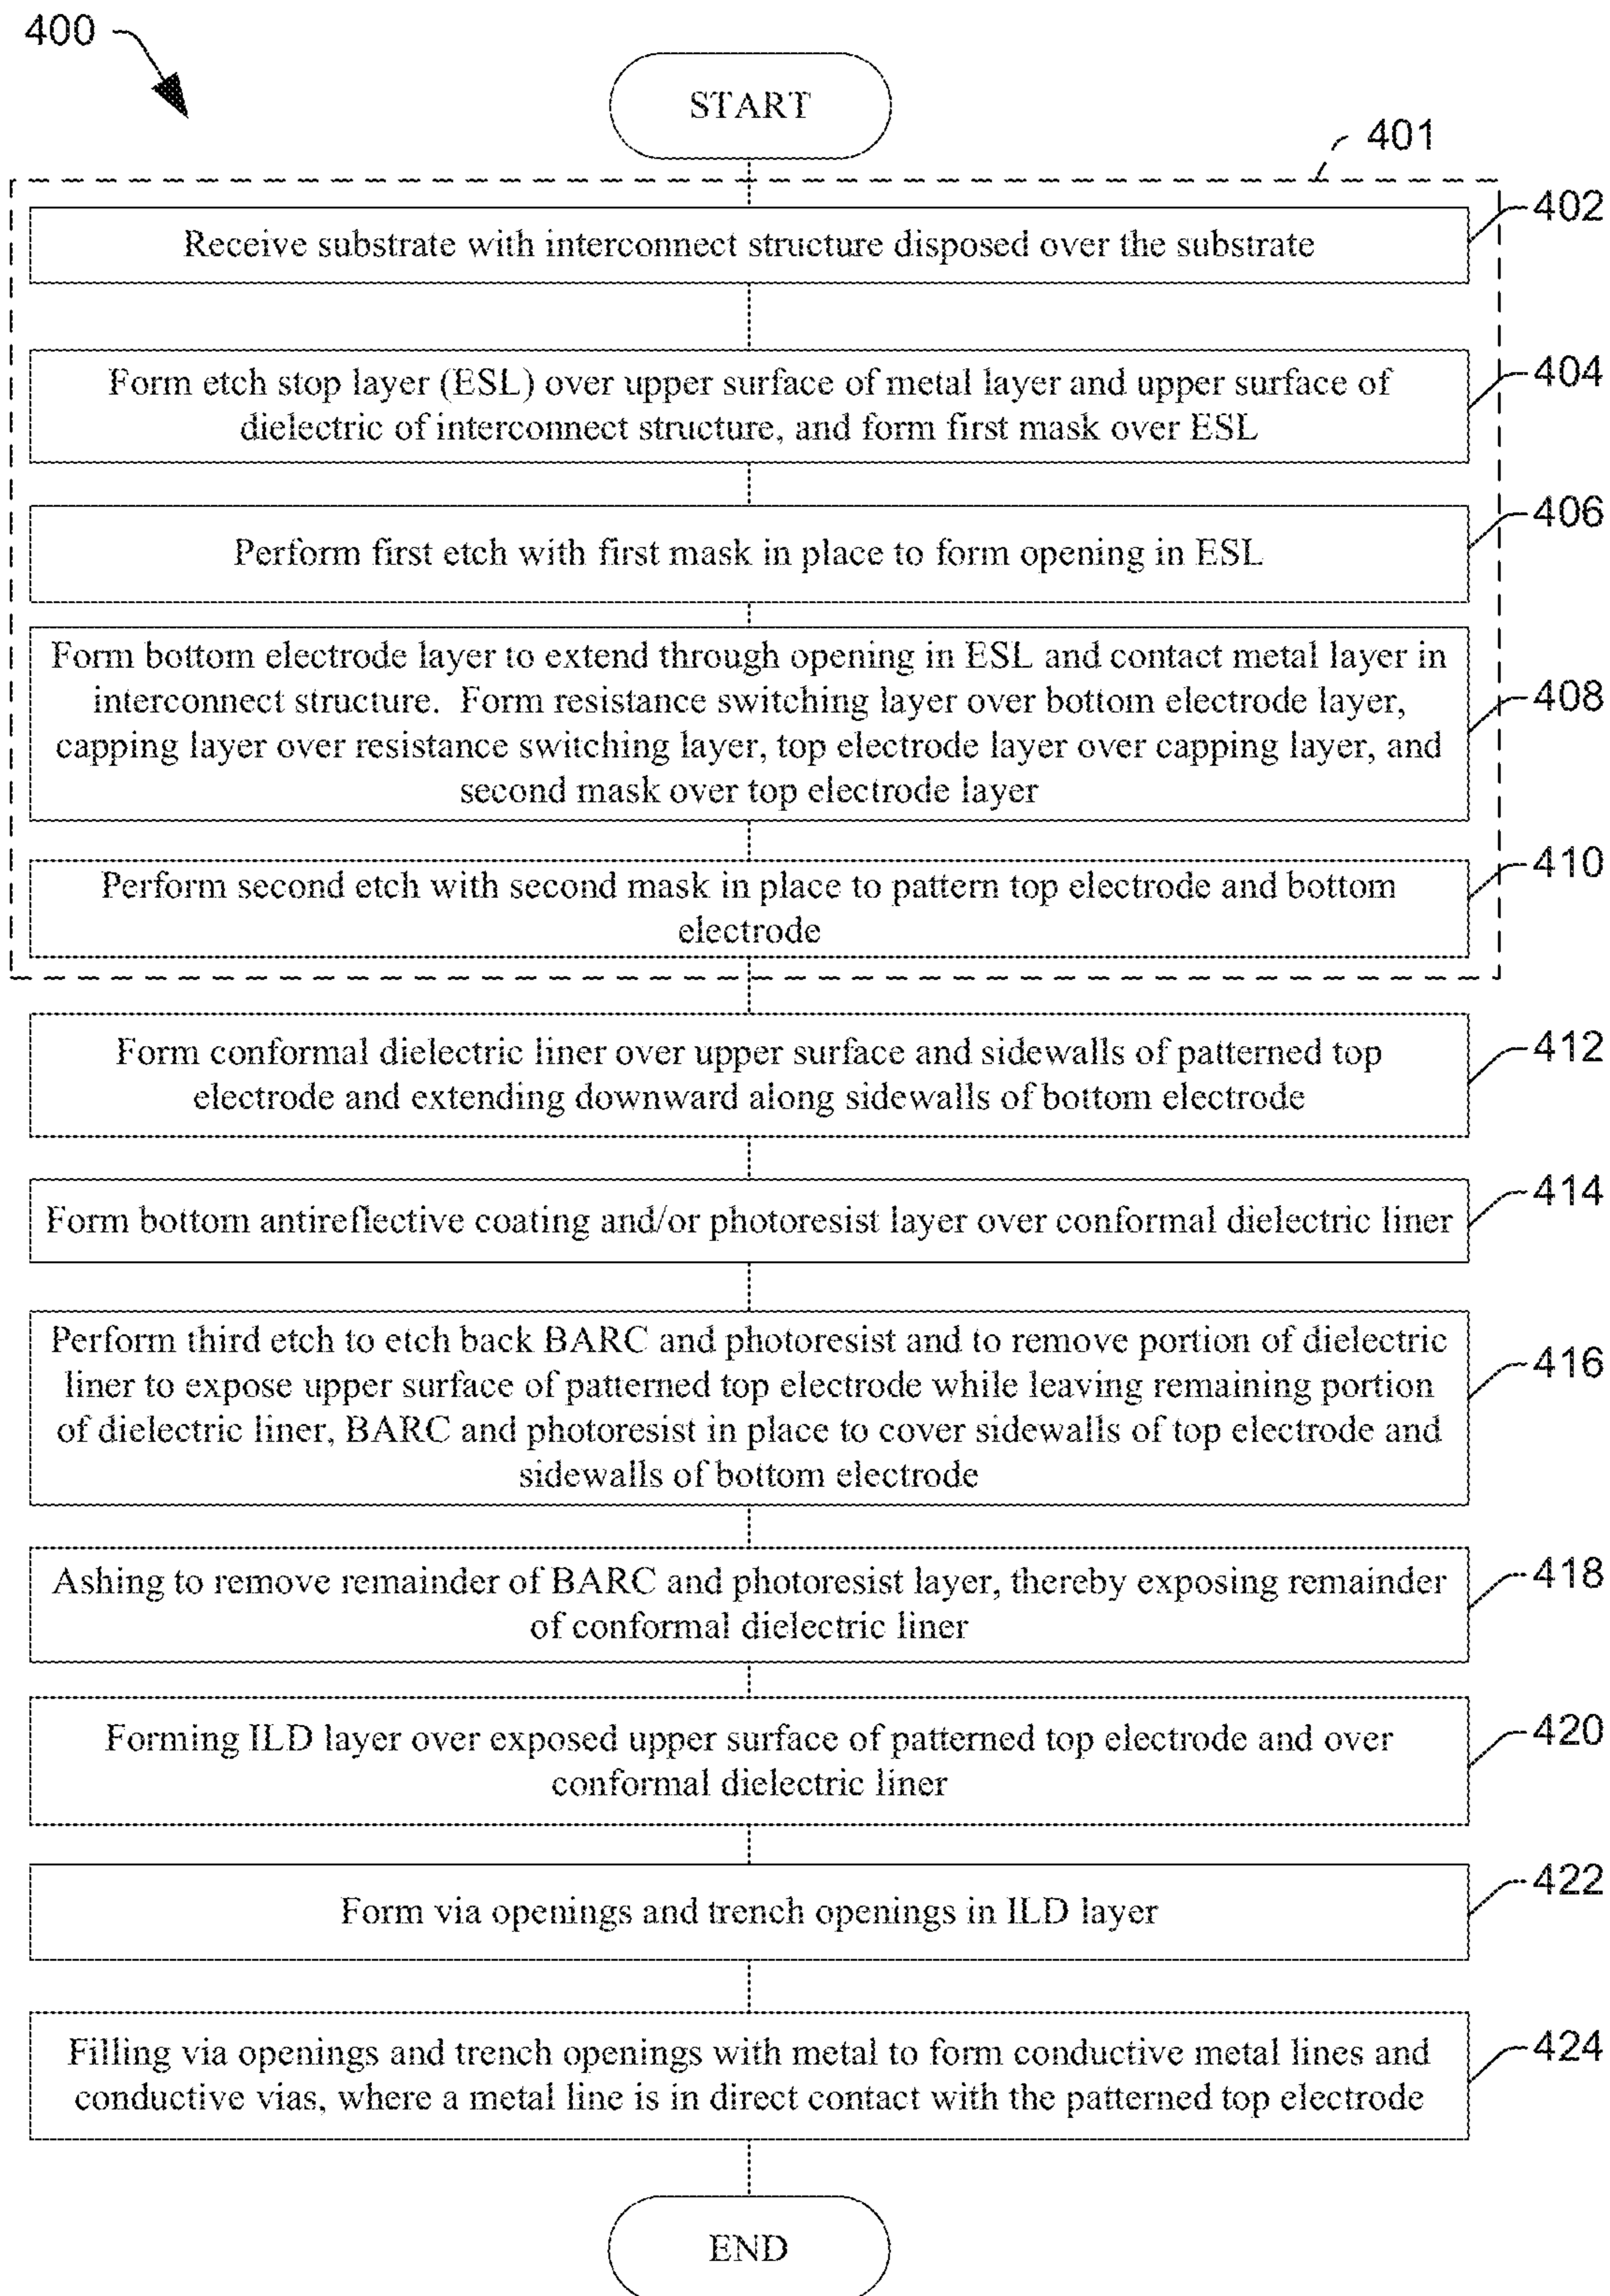 400
START
401
402
Receive substrate with interconnect structure disposed over the substrate
404
Form etch stop layer (ESL) over upper surface of metal layer and upper surface of
dielectric of interconnect structure, and form first mask over ESL
406
Perform first etch with first mask in place to form opening in ESL
Form bottom electrode layer to extend through opening in ESL and contact metal layer in
interconnect structure. Form resistance switching layer over bottom electrode layer,
408
capping layer over resistance switching layer, top electrode layer over capping layer, and
second mask over top electrode layer
410
Perform second etch with second mask in place to pattern top electrode and bottom
electrode
412
Form conformal dielectric liner over upper surface and sidewalls of patterned top
electrode and extending downward along sidewalls of bottom electrode
414
Form bottom antireflective coating and/or photoresist layer over conformal dielectric liner
Perform third etch to etch back BARC and photoresist and to remove portion of dielectric
416
liner to expose upper surface of patterned top electrode while leaving remaining portion
of dielectric liner, BARC and photoresist in place to cover sidewalls of top electrode and
sidewalls of bottom electrode
418
Ashing to remove remainder of BARC and photoresist layer, thereby exposing remainder
of conformal dielectric liner
420
Forming ILD layer over exposed upper surface of patterned top electrode and over
conformal dielectric liner
422
Form via openings and trench openings in ILD layer
424
Filling via openings and trench openings with metal to form conductive metal lines and
conductive vias, where a metal line is in direct contact with the patterned top electrode
END